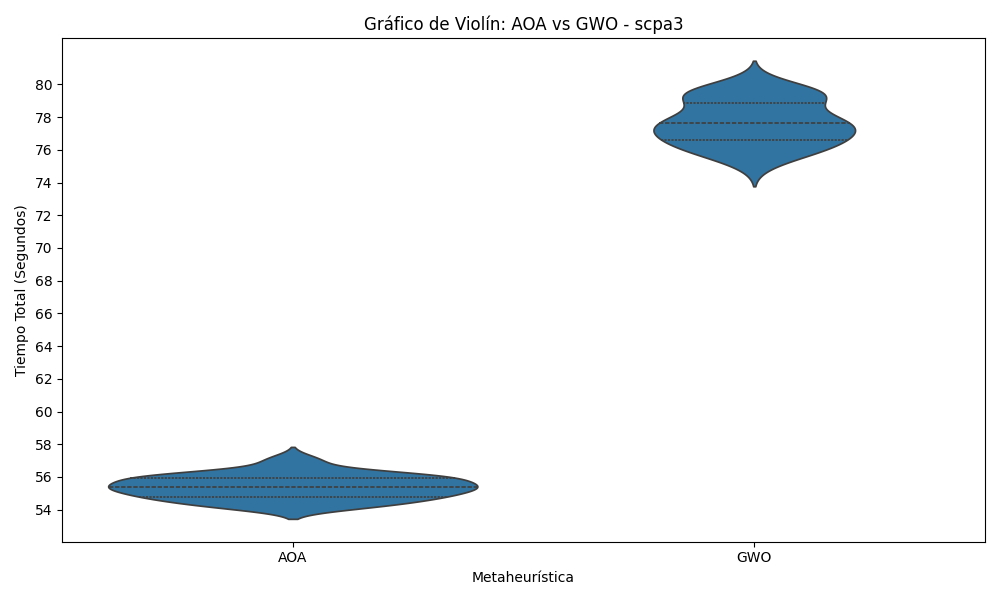 Gráfico de Violín: AOA vs GWO - scpa3
Tiempo Total (Segundos)
80
78
76
74
72
70
68
66
64
62
60
58
56
54
AOA
GWO
Metaheurística